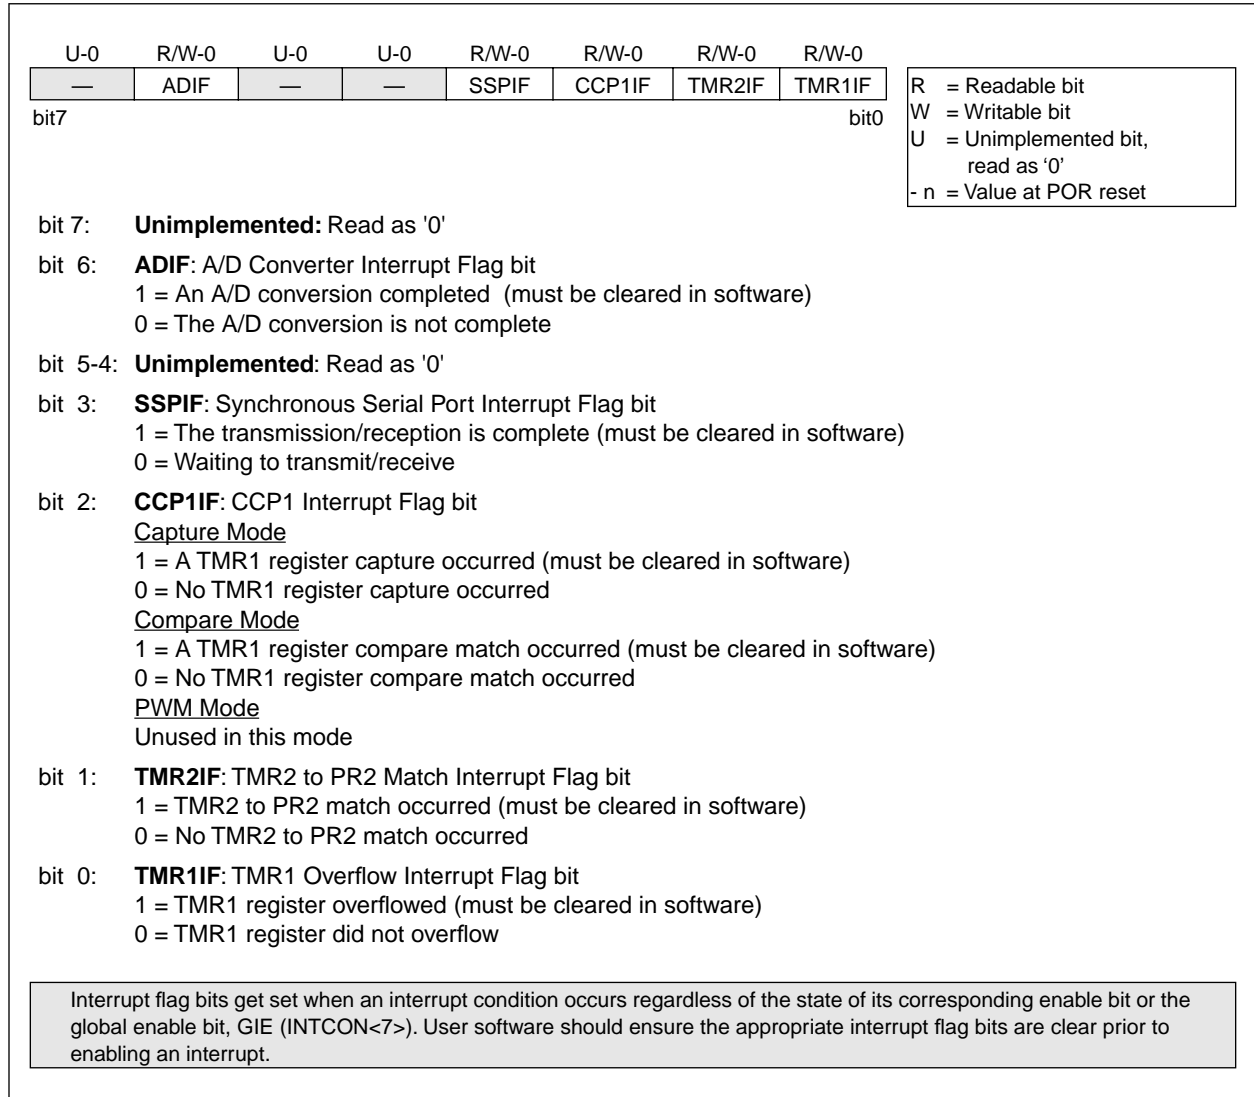 U-0 R/W-0 U-0 U-0 R/W-0 R/W-0 R/W-0 R/W-0
— ADIF — — SSPIF CCP1IF TMR2IF TMR1IF
bit7 bit0
R = Readable bit
W = Writable bit
U = Unimplemented bit,
read as ‘0’
- n = Value at POR reset
bit 7: Unimplemented: Read as '0'
bit 6: ADIF: A/D Converter Interrupt Flag bit
1 = An A/D conversion completed (must be cleared in software)
0 = The A/D conversion is not complete
bit 5-4: Unimplemented: Read as '0'
bit 3: SSPIF: Synchronous Serial Port Interrupt Flag bit
1 = The transmission/reception is complete (must be cleared in software)
0 = Waiting to transmit/receive
bit 2: CCP1IF: CCP1 Interrupt Flag bit
Capture Mode
1 = A TMR1 register capture occurred (must be cleared in software)
0 = No TMR1 register capture occurred
Compare Mode
1 = A TMR1 register compare match occurred (must be cleared in software)
0 = No TMR1 register compare match occurred
PWM Mode
Unused in this mode
bit 1: TMR2IF: TMR2 to PR2 Match Interrupt Flag bit
1 = TMR2 to PR2 match occurred (must be cleared in software)
0 = No TMR2 to PR2 match occurred
bit 0: TMR1IF: TMR1 Overflow Interrupt Flag bit
1 = TMR1 register overflowed (must be cleared in software)
0 = TMR1 register did not overflow
Interrupt flag bits get set when an interrupt condition occurs regardless of the state of its corresponding enable bit or the
global enable bit, GIE (INTCON<7>). User software should ensure the appropriate interrupt flag bits are clear prior to
enabling an interrupt.